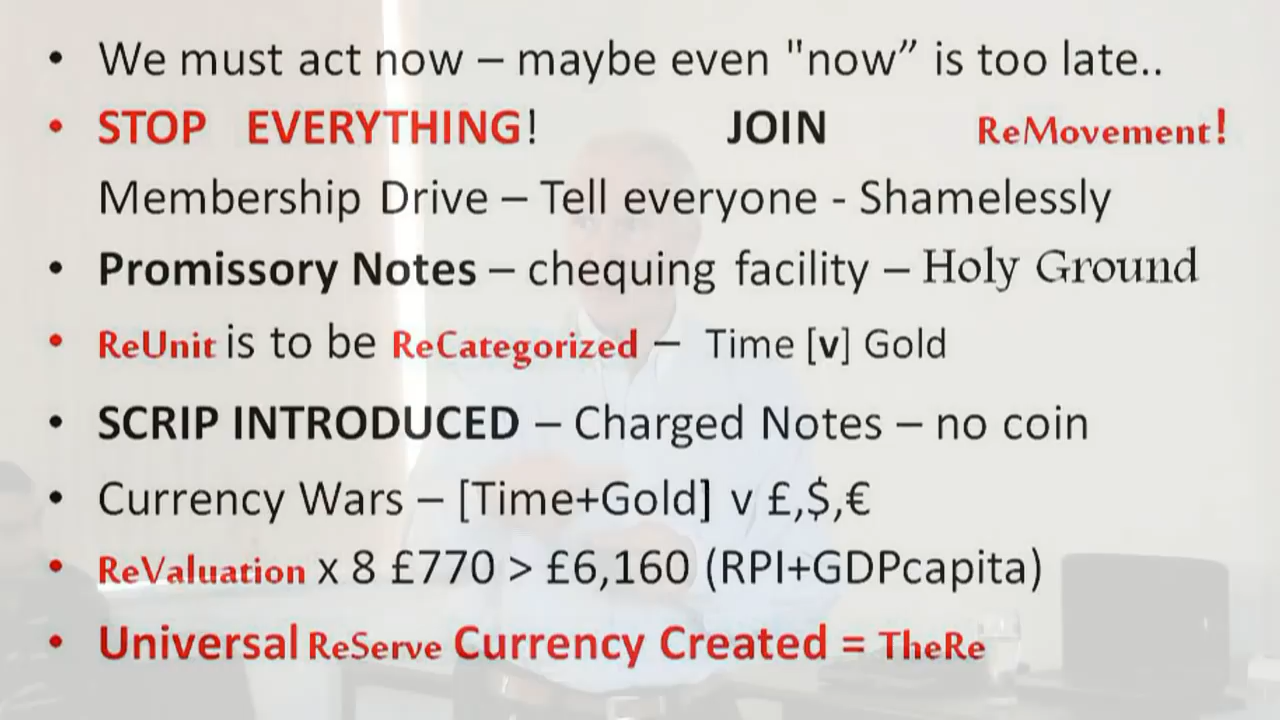 • We must act now – maybe even "now” is too late..
• STOP EVERYTHING! JOIN ReMovement!
Membership Drive – Tell everyone - Shamelessly
• Promissory Notes – chequing facility – Holy Ground
• ReUnit is to be ReCategorized – Time [v] Gold
• SCRIP INTRODUCED – Charged Notes – no coin
• Currency Wars – [Time+Gold] v £,$,€
• ReValuation x 8 £770 > £6,160 (RPI+GDPcapita)
• Universal ReServe Currency Created = TheRe